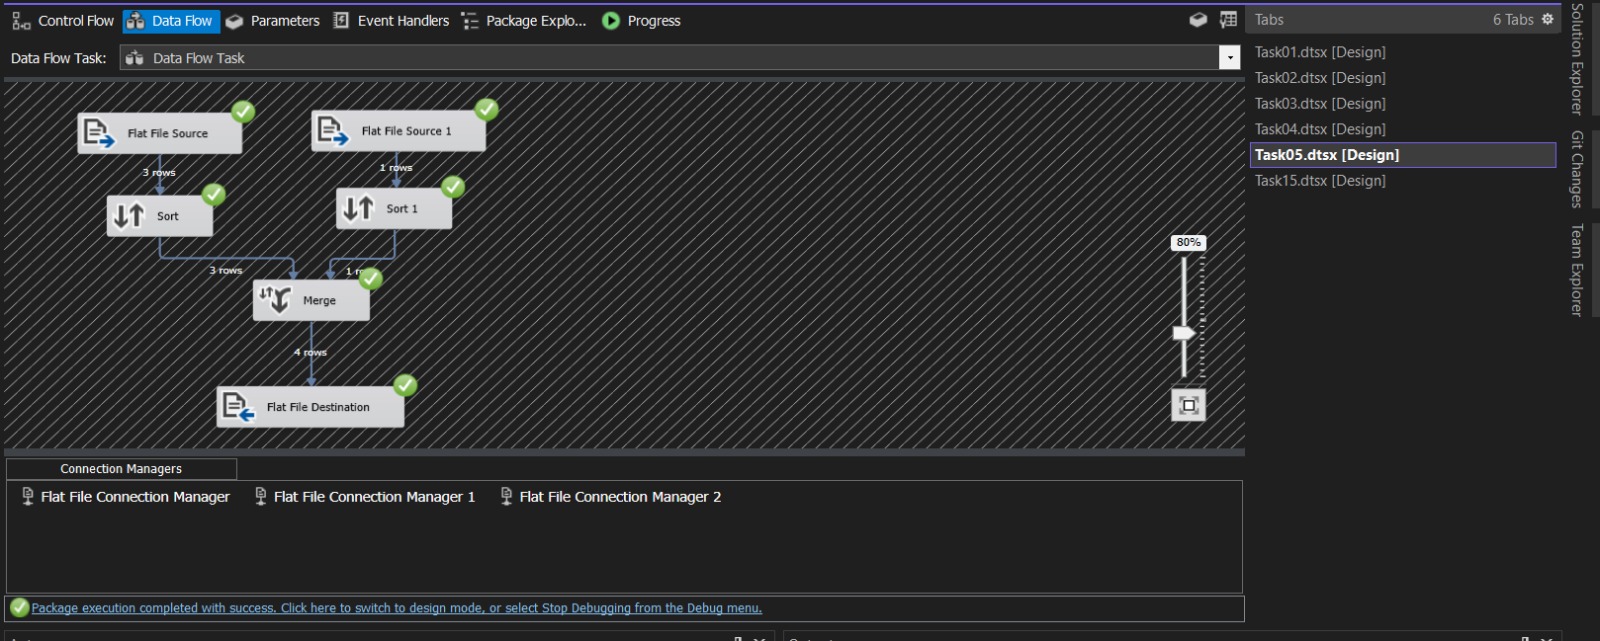 Control Flow Data Flow Parameters Event Handlers Package Explo... Progress
Tabs 6 Tabs
Data Flow Task: Data Flow Task
Task01.dtsx [Design]
Task02.dtsx [Design]
Task03.dtsx [Design]
Task04.dtsx [Design]
Task05.dtsx [Design]
Task15.dtsx [Design]
Solution Explorer
Git Changes
Team Explorer
Flat File Source
Flat File Source 1
3 rows
1 rows
Sort
Sort 1
3 rows
Merge
4 rows
Flat File Destination
80%
Connection Managers
Flat File Connection Manager Flat File Connection Manager 1 Flat File Connection Manager 2
Package execution completed with success. Click here to switch to design mode, or select Stop Debugging from the Debug menu.